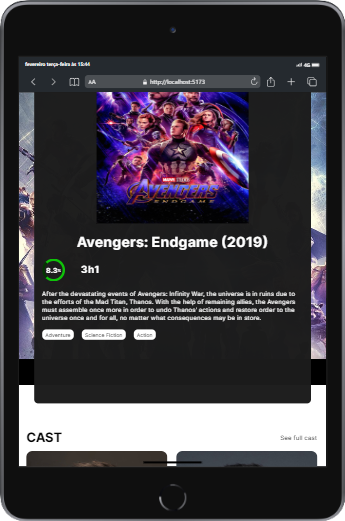 fevereiro terça-feira às 15:44
4G
AA
http://localhost:5173
MARVEL STUDIOS
AVENGERS
ENDGAME
Avengers: Endgame (2019)
8.3%
3h1
After the devastating events of Avengers: Infinity War, the universe is in ruins due to
the efforts of the Mad Titan, Thanos. With the help of remaining allies, the Avengers
must assemble once more in order to undo Thanos' actions and restore order to the
universe once and for all, no matter what consequences may be in store.
Adventure Science Fiction Action
CAST See full cast